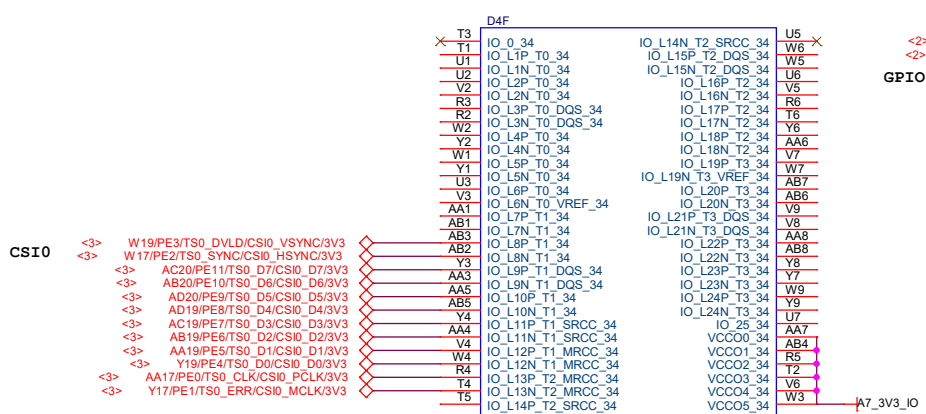 D4F
T3 IO_0_34 IO_L14N_T2_SRCC_34 U5
<2>
T1 IO_L1P_T0_34 IO_L15P_T2_DQS_34 W6
<2>
U1 IO_L1N_T0_34 IO_L15N_T2_DQS_34 W5
GPIO
U2 IO_L2P_T0_34 IO_L16P_T2_34 U6
V2 IO_L2N_T0_34 IO_L16N_T2_34 V5
R3 IO_L3P_T0_DQS_34 IO_L17P_T2_34 R6
R2 IO_L3N_T0_DQS_34 IO_L17N_T2_34 T6
W2 IO_L4P_T0_34 IO_L18P_T2_34 Y6
Y2 IO_L4N_T0_34 IO_L18N_T2_34 AA6
W1 IO_L5P_T0_34 IO_L19P_T3_34 V7
Y1 IO_L5N_T0_34 IO_L19N_T3_VREF_34 W7
U3 IO_L6P_T0_34 IO_L20P_T3_34 AB7
V3 IO_L6N_T0_VREF_34 IO_L20N_T3_34 AB6
AA1 IO_L7P_T1_34 IO_L21P_T3_DQS_34 V9
AB1 IO_L7N_T1_34 IO_L21N_T3_DQS_34 V8
CSI0
<3> W19/PE3/TS0_DVLD/CSI0_VSYNC/3V3 AB3 IO_L8P_T1_34 IO_L22P_T3_34 AA8
<3> W17/PE2/TS0_SYNC/CSI0_HSYNC/3V3 AB2 IO_L8N_T1_34 IO_L22N_T3_34 AB8
<3> AC20/PE11/TS0_D7/CSI0_D7/3V3 Y3 IO_L9P_T1_DQS_34 IO_L23P_T3_34 Y8
<3> AB20/PE10/TS0_D6/CSI0_D6/3V3 AA3 IO_L9N_T1_DQS_34 IO_L23N_T3_34 Y7
<3> AD20/PE9/TS0_D5/CSI0_D5/3V3 AA5 IO_L10P_T1_34 IO_L24P_T3_34 W9
<3> AD19/PE8/TS0_D4/CSI0_D4/3V3 AB5 IO_L10N_T1_34 IO_L24N_T3_34 Y9
<3> AC19/PE7/TS0_D3/CSI0_D3/3V3 Y4 IO_L11P_T1_SRCC_34 IO_25_34 U7
<3> AB19/PE6/TS0_D2/CSI0_D2/3V3 AA4 IO_L11N_T1_SRCC_34 VCCO0_34 AA7
<3> AA19/PE5/TS0_D1/CSI0_D1/3V3 V4 IO_L12P_T1_MRCC_34 VCCO1_34 AB4
<3> Y19/PE4/TS0_D0/CSI0_D0/3V3 W4 IO_L12N_T1_MRCC_34 VCCO2_34 R5
<3> AA17/PE0/TS0_CLK/CSI0_PCLK/3V3 R4 IO_L13P_T2_MRCC_34 VCCO3_34 T2
<3> Y17/PE1/TS0_ERR/CSI0_MCLK/3V3 T4 IO_L13N_T2_MRCC_34 VCCO4_34 V6
T5 IO_L14P_T2_SRCC_34 VCCO5_34 W3 A7_3V3_IO